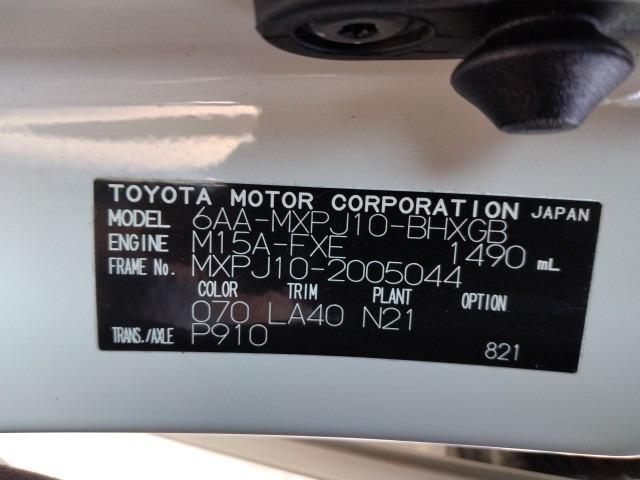 TOYOTA MOTOR CORPORATION JAPAN
MODEL 6AA-MXPJ10-BHXGB
ENGINE M15A-FXE 1490 mL
FRAME No. MXPJ10-2005044
COLOR TRIM PLANT OPTION
070 LA40 N21
TRANS./AXLE P910 821